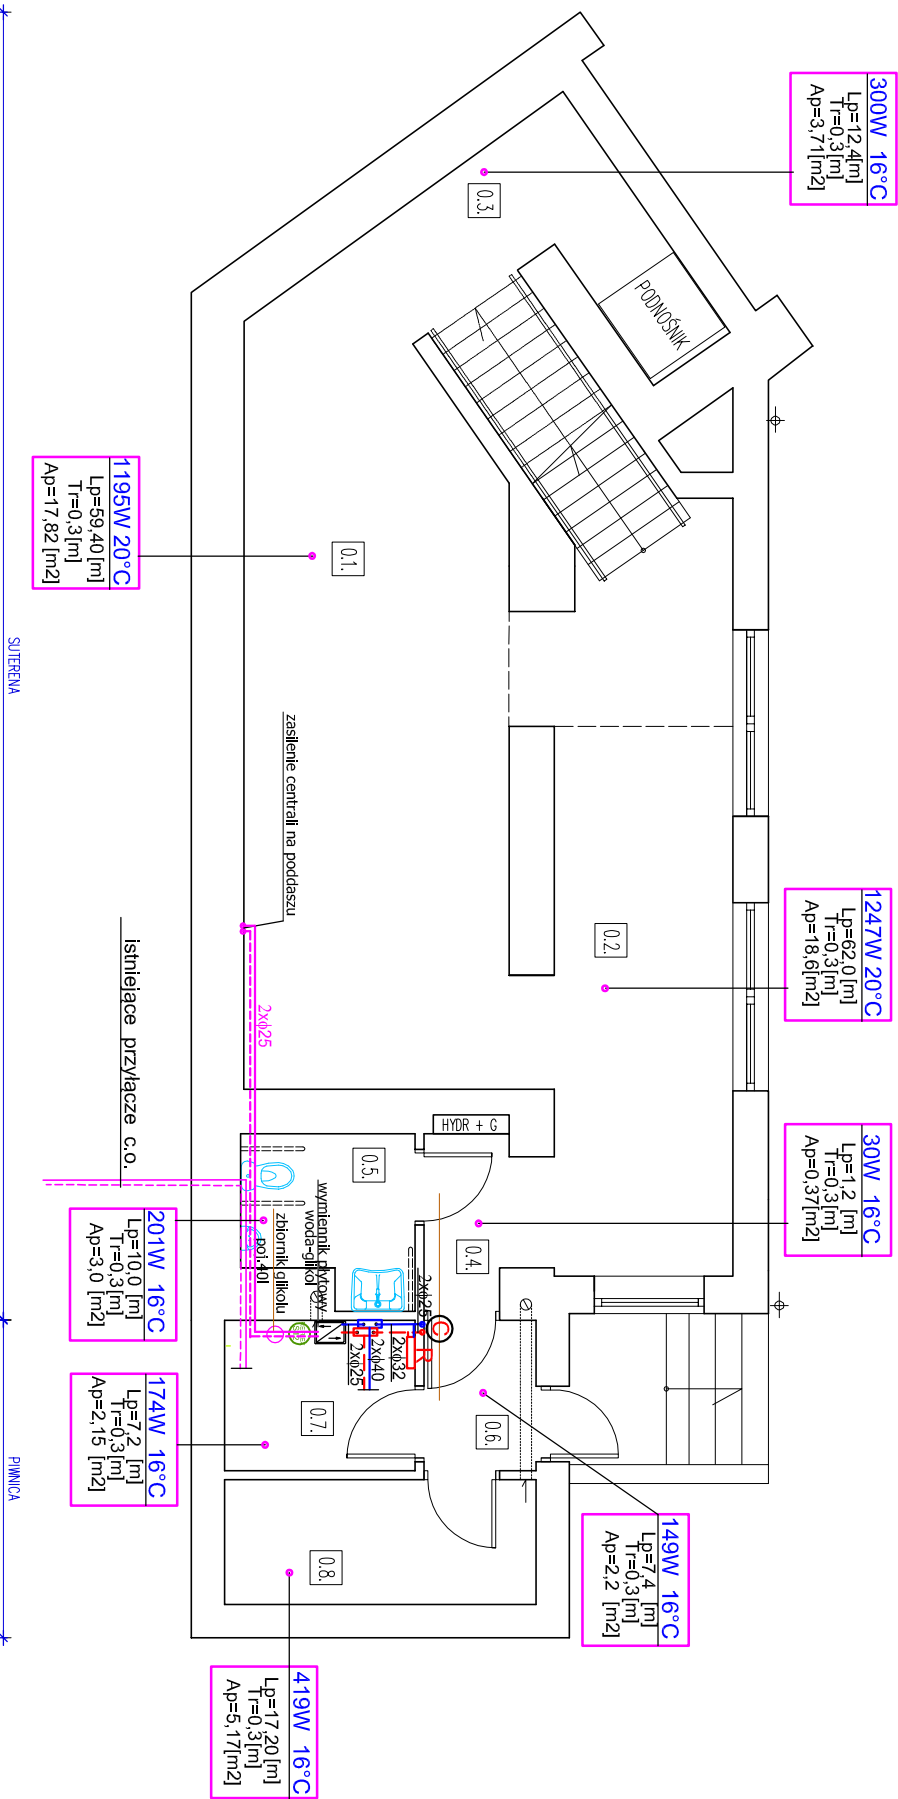 300W 16°C
Lp=12,4[m]
Tr=0,3[m]
Ap=3,71[m2]
0.3.
PODNOŚNIK
1195W 20°C
Lp=59,40 [m]
Tr=0,3[m]
Ap=17,82 [m2]
0.1.
SUTERENA
zasilenie centrali na poddaszu
1247W 20°C
Lp=62,0 [m]
Tr=0,3[m]
Ap=18,6[m2]
0.2.
istniejące przyłącze c.o.
2xϕ25
HYDR + G
30W 16°C
Lp=1,2 [m]
Tr=0,3[m]
Ap=0,37[m2]
0.5.
0.4.
201W 16°C
Lp=10,0 [m]
Tr=0,3[m]
Ap=3,0 [m2]
wymiennik płytowy
woda-glikol
zbiornik glikolu
poj.40l
2xϕ25
C
R
2xϕ32
2xϕ40
2xϕ25
174W 16°C
Lp=7,2 [m]
Tr=0,3[m]
Ap=2,15 [m2]
0.7.
0.6.
PIWNICA
149W 16°C
Lp=7,4 [m]
Tr=0,3[m]
Ap=2,2 [m2]
0.8.
419W 16°C
Lp=17,20 [m]
Tr=0,3[m]
Ap=5,17[m2]